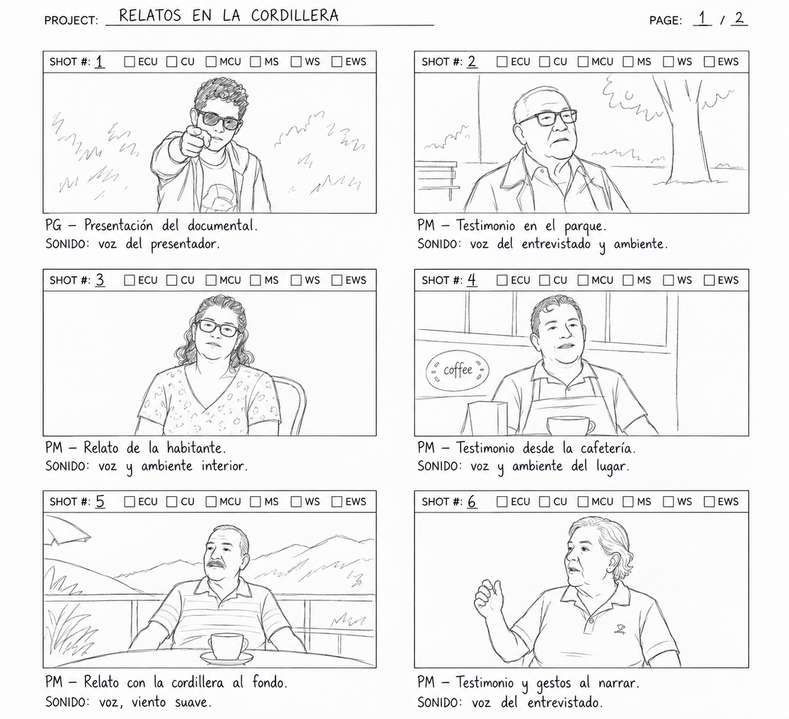 PROJECT: RELATOS EN LA CORDILLERA PAGE: 1 / 2
SHOT #: 1 ECU CU MCU MS WS EWS
PG – Presentación del documental.
SONIDO: voz del presentador.
SHOT #: 2 ECU CU MCU MS WS EWS
PM – Testimonio en el parque.
SONIDO: voz del entrevistado y ambiente.
SHOT #: 3 ECU CU MCU MS WS EWS
PM – Relato de la habitante.
SONIDO: voz y ambiente interior.
SHOT #: 4 ECU CU MCU MS WS EWS
coffee
PM – Testimonio desde la cafetería.
SONIDO: voz y ambiente del lugar.
SHOT #: 5 ECU CU MCU MS WS EWS
PM – Relato con la cordillera al fondo.
SONIDO: voz, viento suave.
SHOT #: 6 ECU CU MCU MS WS EWS
PM – Testimonio y gestos al narrar.
SONIDO: voz del entrevistado.